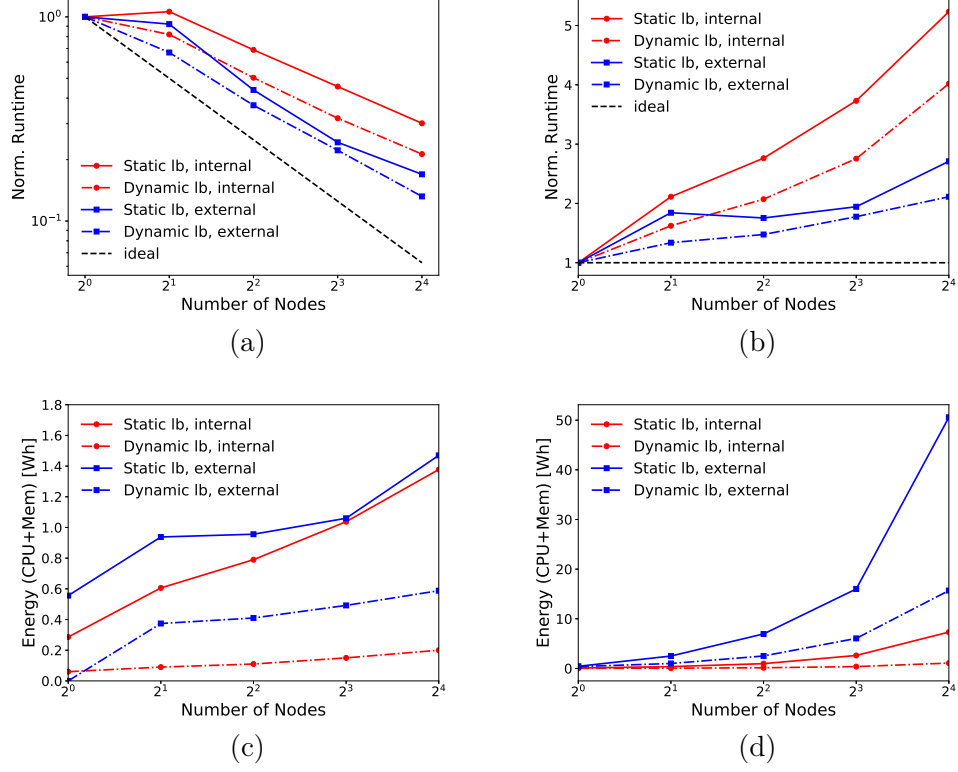 10⁰
10⁻¹
Norm. Runtime
Static lb, internal
Dynamic lb, internal
Static lb, external
Dynamic lb, external
ideal
2⁰ 2¹ 2² 2³ 2⁴
Number of Nodes
(a)
5
4
3
2
1
Norm. Runtime
Static lb, internal
Dynamic lb, internal
Static lb, external
Dynamic lb, external
ideal
2⁰ 2¹ 2² 2³ 2⁴
Number of Nodes
(b)
1.8
1.6
1.4
1.2
1.0
0.8
0.6
0.4
0.2
0.0
Energy (CPU+Mem) [Wh]
Static lb, internal
Dynamic lb, internal
Static lb, external
Dynamic lb, external
2⁰ 2¹ 2² 2³ 2⁴
Number of Nodes
(c)
50
40
30
20
10
0
Energy (CPU+Mem) [Wh]
Static lb, internal
Dynamic lb, internal
Static lb, external
Dynamic lb, external
2⁰ 2¹ 2² 2³ 2⁴
Number of Nodes
(d)